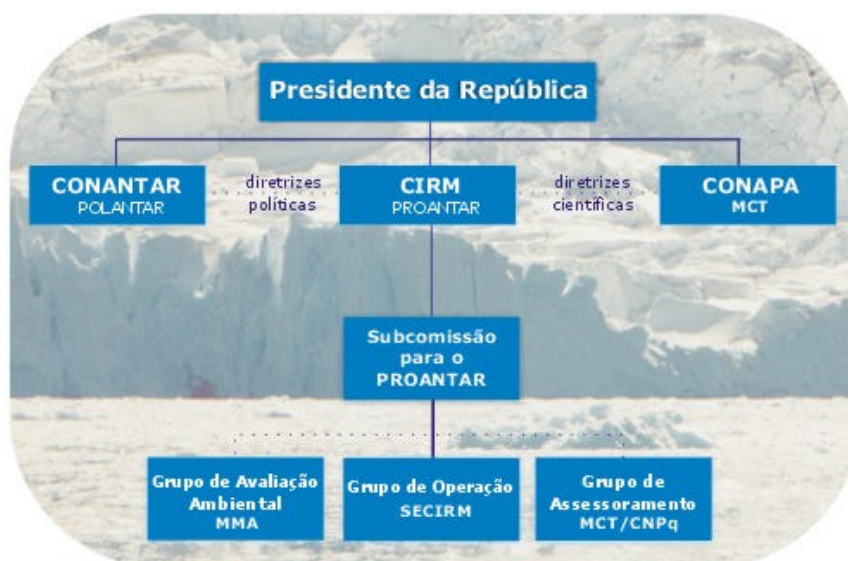 Presidente da República
CONANTAR
POLANTAR
diretrizes
políticas
CIRM
PROANTAR
diretrizes
científicas
CONAPA
MCT
Subcomissão
para o
PROANTAR
Grupo de Avaliação
Ambiental
MMA
Grupo de Operação
SECIRM
Grupo de
Assessoramento
MCT/CNPq